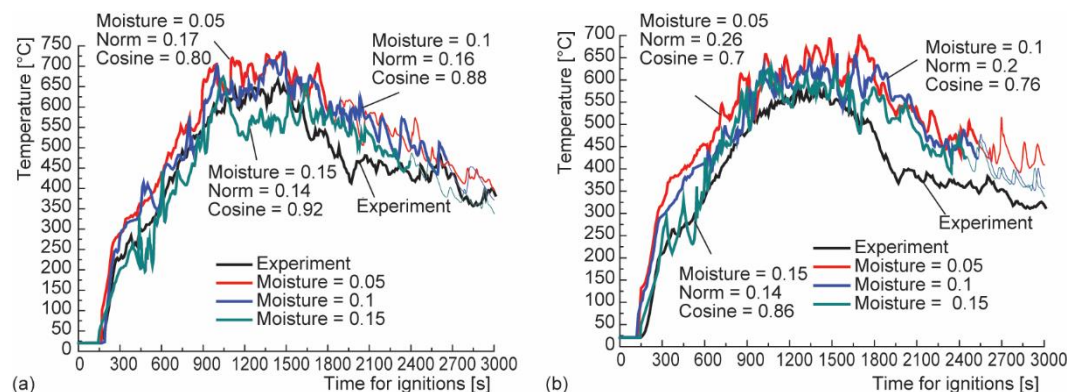 Moisture = 0.05
Norm = 0.17
Cosine = 0.80
Moisture = 0.1
Norm = 0.16
Cosine = 0.88
Moisture = 0.15
Norm = 0.14
Cosine = 0.92
Experiment
Experiment
Moisture = 0.05
Moisture = 0.1
Moisture = 0.15
Temperature [°C]
750
700
650
600
550
500
450
400
350
300
250
200
150
100
50
0
0 300 600 900 1200 1500 1800 2100 2400 2700 3000
(a)
Time for ignitions [s]
Moisture = 0.05
Norm = 0.26
Cosine = 0.7
Moisture = 0.1
Norm = 0.2
Cosine = 0.76
Experiment
Moisture = 0.15
Norm = 0.14
Cosine = 0.86
Experiment
Moisture = 0.05
Moisture = 0.1
Moisture = 0.15
Temperature [°C]
700
650
600
550
500
450
400
350
300
250
200
150
100
50
0
0 300 600 900 1200 1500 1800 2100 2400 2700 3000
(b)
Time for ignitions [s]